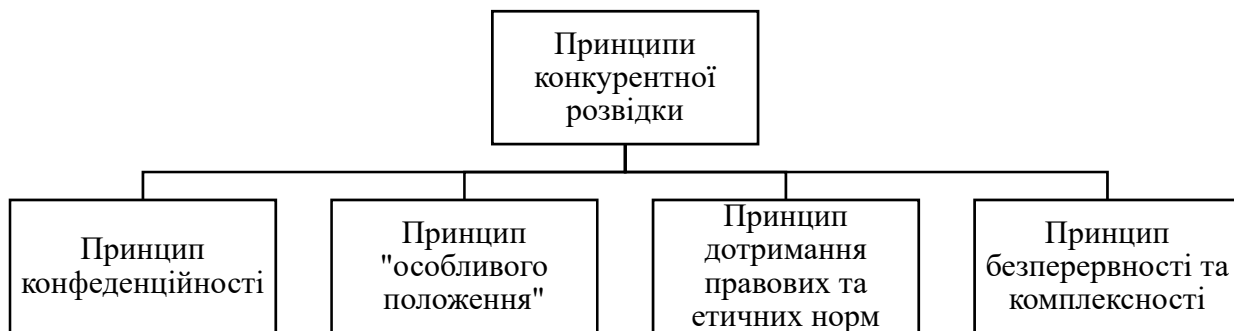 Принципи
конкурентної
розвідки
Принцип
конфеденційності
Принцип
"особливого
положення"
Принцип
дотримання
правових та
етичних норм
Принцип
безперервності та
комплексності